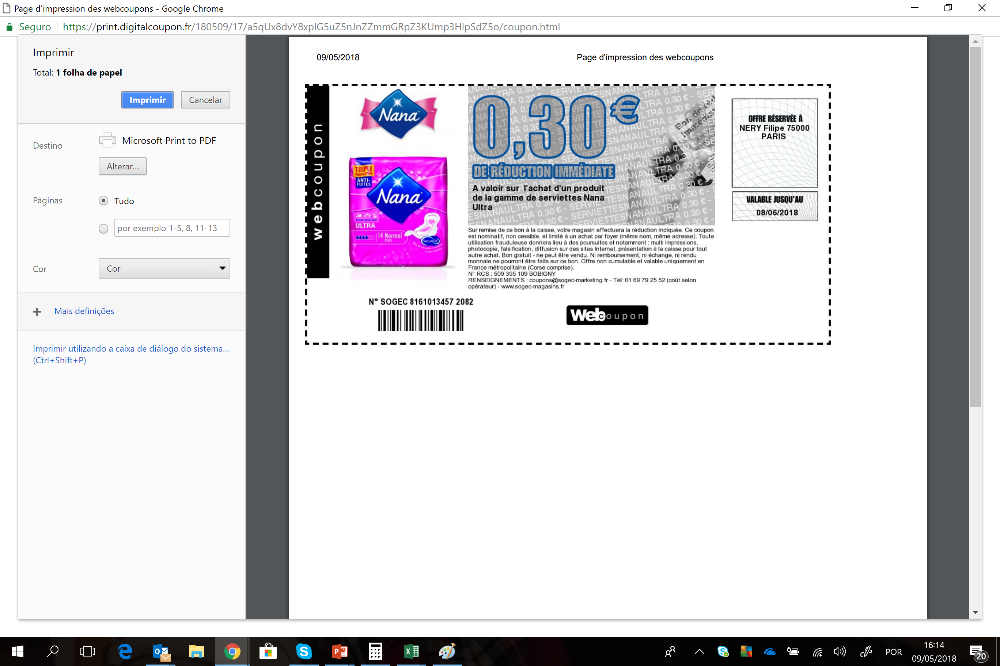 Page d'impression des webcoupons - Google Chrome
Seguro
https://print.digitalcoupon.fr/180509/17/a5qUx8dvY8xplG5uZ5nJnZZmmGRpZ3KUmp3HlpSdZ5o/coupon.html
Imprimir
Total: 1 folha de papel
Imprimir
Cancelar
Destino
Microsoft Print to PDF
Alterar...
Páginas
Tudo
por exemplo 1-5, 8, 11-13
Cor
Cor
Mais definições
Imprimir utilizando a caixa de diálogo do sistema...
(Ctrl+Shift+P)
09/05/2018
Page d'impression des webcoupons
webcoupon
Nana
TRIPLE
PROTECTION
ANTI-
FUITES
Nana
ULTRA
14 Normal
PLUS
SecureFit
0,30€
DE RÉDUCTION IMMÉDIATE
A valoir sur l'achat d'un produit
de la gamme de serviettes Nana
Ultra
Sur remise de ce bon à la caisse, votre magasin effectuera la réduction indiquée. Ce coupon
est nominatif, non cessible, et limité à un achat par foyer (même nom, même adresse). Toute
utilisation frauduleuse donnera lieu à des poursuites et notamment : multi impressions,
photocopie, falsification, diffusion sur des sites Internet, présentation à la caisse pour tout
autre achat. Bon gratuit - ne peut être vendu. Ni remboursement, ni échange, ni rendu
monnaie ne pourront être faits sur ce bon. Offre non cumulable et valable uniquement en
France métropolitaine (Corse comprise).
N° RCS : 509 395 109 BOBIGNY
RENSEIGNEMENTS : coupons@sogec-marketing.fr - Tél: 01 69 79 25 52 (coût selon
opérateur) - www.sogec-magasins.fr
OFFRE RÉSERVÉE À
NERY Filipe 75000
PARIS
VALABLE JUSQU'AU
08/06/2018
N° SOGEC 8161013457 2082
Webcoupon
POR
16:14
09/05/2018
20